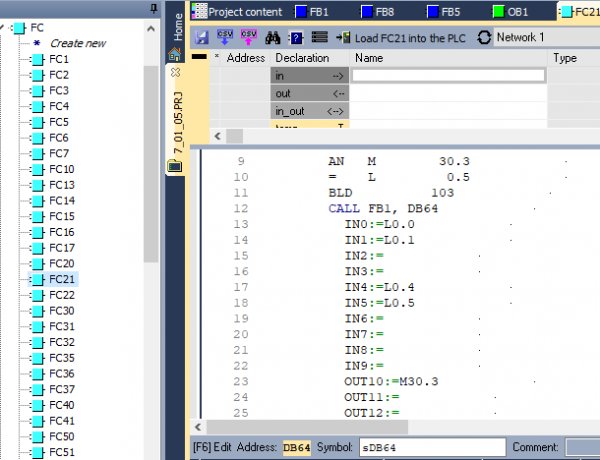 FC
* Create new
FC1
FC2
FC3
FC4
FC5
FC6
FC7
FC10
FC13
FC14
FC15
FC16
FC17
FC20
FC21
FC22
FC30
FC31
FC32
FC35
FC36
FC37
FC40
FC41
FC50
FC51
Home
7_01_05.PRJ
Project content FB1 FB8 FB5 OB1 FC21
CSV CSV ? Load FC21 into the PLC Network 1
* Address Declaration Name Type
in -->
out <--
in_out <-->
9 AN M 30.3
10 = L 0.5
11 BLD 103
12 CALL FB1, DB64
13 IN0:=L0.0
14 IN1:=L0.1
15 IN2:=
16 IN3:=
17 IN4:=L0.4
18 IN5:=L0.5
19 IN6:=
20 IN7:=
21 IN8:=
22 IN9:=
23 OUT10:=M30.3
24 OUT11:=
25 OUT12:=
[F6] Edit Address: DB64 Symbol: sDB64 Comment: